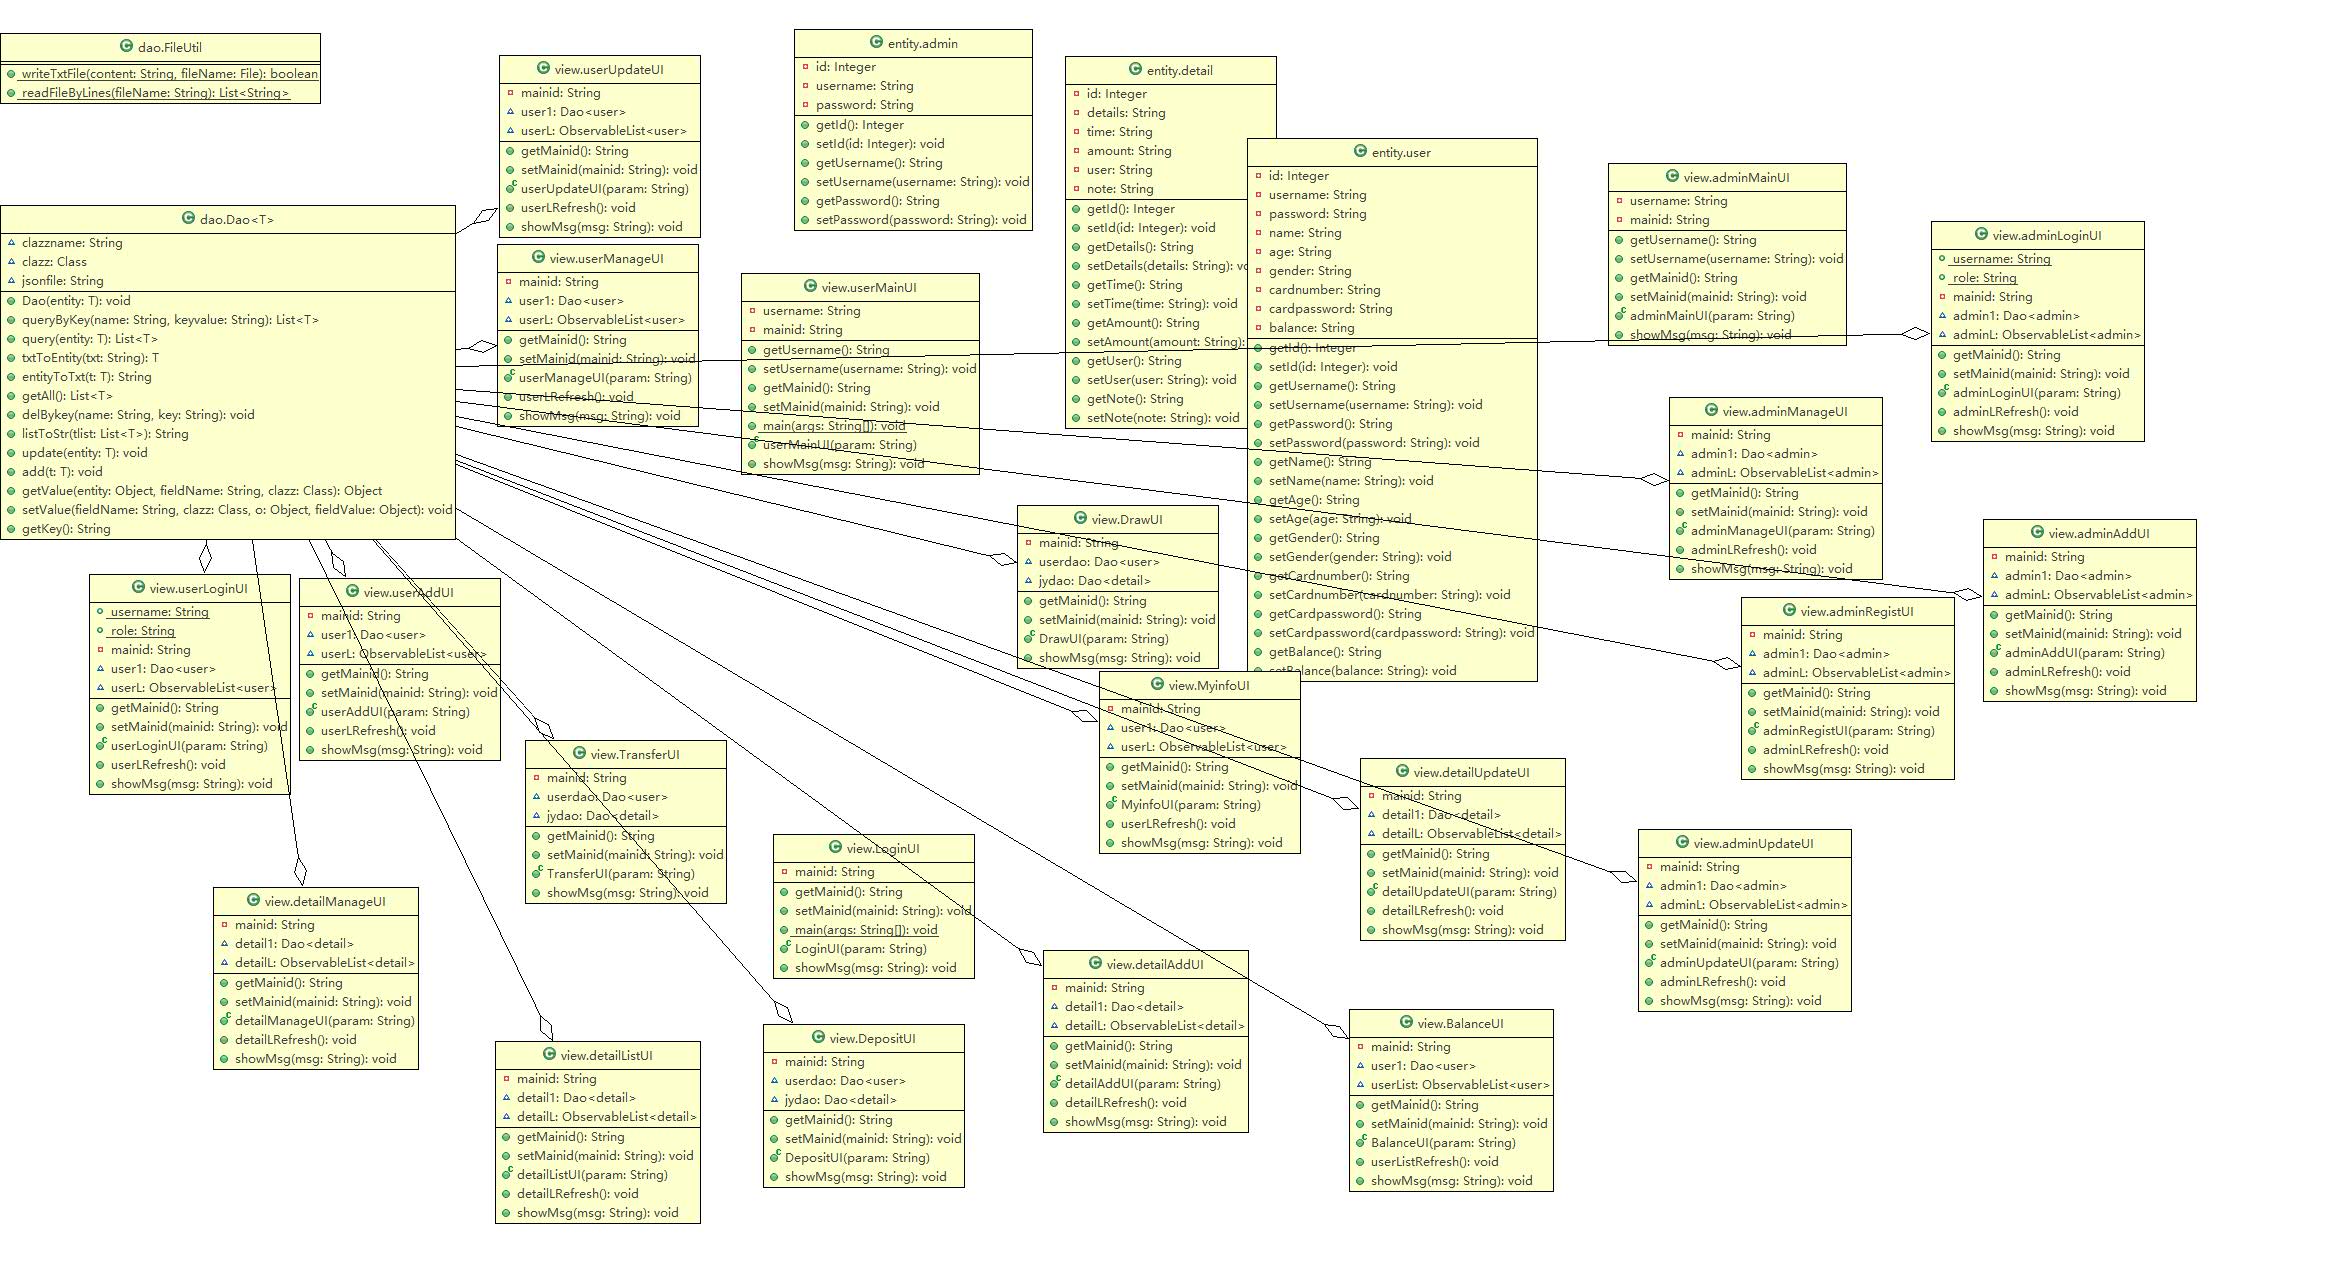 dao.FileUtil
writeTxtFile(content: String, fileName: File): boolean
readFileByLines(fileName: String): List<String>
view.userUpdateUI
mainid: String
user1: Dao<user>
userL: ObservableList<user>
getMainid(): String
setMainid(mainid: String): void
userUpdateUI(param: String)
userLRefresh(): void
showMsg(msg: String): void
entity.admin
id: Integer
username: String
password: String
getId(): Integer
setId(id: Integer): void
getUsername(): String
setUsername(username: String): void
getPassword(): String
setPassword(password: String): void
entity.detail
id: Integer
details: String
time: String
amount: String
user: String
note: String
getId(): Integer
setId(id: Integer): void
getDetails(): String
setDetails(details: String): vo
getTime(): String
setTime(time: String): void
getAmount(): String
setAmount(amount: String):
getUser(): String
setUser(user: String): void
getNote(): String
setNote(note: String): void
entity.user
id: Integer
username: String
password: String
name: String
age: String
gender: String
cardnumber: String
cardpassword: String
balance: String
getId(): Integer
setId(id: Integer): void
getUsername(): String
setUsername(username: String): void
getPassword(): String
setPassword(password: String): void
getName(): String
setName(name: String): void
getAge(): String
setAge(age: String): void
getGender(): String
setGender(gender: String): void
getCardnumber(): String
setCardnumber(cardnumber: String): void
getCardpassword(): String
setCardpassword(cardpassword: String): void
getBalance(): String
setBalance(balance: String): void
view.adminMainUI
username: String
mainid: String
getUsername(): String
setUsername(username: String): void
getMainid(): String
setMainid(mainid: String): void
adminMainUI(param: String)
showMsg(msg: String): void
view.adminLoginUI
username: String
role: String
mainid: String
admin1: Dao<admin>
adminL: ObservableList<admin>
getMainid(): String
setMainid(mainid: String): void
adminLoginUI(param: String)
adminLRefresh(): void
showMsg(msg: String): void
dao.Dao<T>
clazzname: String
clazz: Class
jsonfile: String
Dao(entity: T): void
queryByKey(name: String, keyvalue: String): List<T>
query(entity: T): List<T>
txtToEntity(txt: String): T
entityToTxt(t: T): String
getAll(): List<T>
delBykey(name: String, key: String): void
listToStr(tlist: List<T>): String
update(entity: T): void
add(t: T): void
getValue(entity: Object, fieldName: String, clazz: Class): Object
setValue(fieldName: String, clazz: Class, o: Object, fieldValue: Object): void
getKey(): String
view.userManageUI
mainid: String
user1: Dao<user>
userL: ObservableList<user>
getMainid(): String
setMainid(mainid: String): void
userManageUI(param: String)
userLRefresh(): void
showMsg(msg: String): void
view.userMainUI
username: String
mainid: String
getUsername(): String
setUsername(username: String): void
getMainid(): String
setMainid(mainid: String): void
main(args: String[]): void
userMainUI(param: String)
showMsg(msg: String): void
view.adminManageUI
mainid: String
admin1: Dao<admin>
adminL: ObservableList<admin>
getMainid(): String
setMainid(mainid: String): void
adminManageUI(param: String)
adminLRefresh(): void
showMsg(msg: String): void
view.DrawUI
mainid: String
userdao: Dao<user>
jydao: Dao<detail>
getMainid(): String
setMainid(mainid: String): void
DrawUI(param: String)
showMsg(msg: String): void
view.adminAddUI
mainid: String
admin1: Dao<admin>
adminL: ObservableList<admin>
getMainid(): String
setMainid(mainid: String): void
adminAddUI(param: String)
adminLRefresh(): void
showMsg(msg: String): void
view.userLoginUI
username: String
role: String
mainid: String
user1: Dao<user>
userL: ObservableList<user>
getMainid(): String
setMainid(mainid: String): void
userLoginUI(param: String)
userLRefresh(): void
showMsg(msg: String): void
view.userAddUI
mainid: String
user1: Dao<user>
userL: ObservableList<user>
getMainid(): String
setMainid(mainid: String): void
userAddUI(param: String)
userLRefresh(): void
showMsg(msg: String): void
view.adminRegistUI
mainid: String
admin1: Dao<admin>
adminL: ObservableList<admin>
getMainid(): String
setMainid(mainid: String): void
adminRegistUI(param: String)
adminLRefresh(): void
showMsg(msg: String): void
view.MyinfoUI
mainid: String
user1: Dao<user>
userL: ObservableList<user>
getMainid(): String
setMainid(mainid: String): void
MyinfoUI(param: String)
userLRefresh(): void
showMsg(msg: String): void
view.TransferUI
mainid: String
userdao: Dao<user>
jydao: Dao<detail>
getMainid(): String
setMainid(mainid: String): void
TransferUI(param: String)
showMsg(msg: String): void
view.detailUpdateUI
mainid: String
detail1: Dao<detail>
detailL: ObservableList<detail>
getMainid(): String
setMainid(mainid: String): void
detailUpdateUI(param: String)
detailLRefresh(): void
showMsg(msg: String): void
view.LoginUI
mainid: String
getMainid(): String
setMainid(mainid: String): void
main(args: String[]): void
LoginUI(param: String)
showMsg(msg: String): void
view.adminUpdateUI
mainid: String
admin1: Dao<admin>
adminL: ObservableList<admin>
getMainid(): String
setMainid(mainid: String): void
adminUpdateUI(param: String)
adminLRefresh(): void
showMsg(msg: String): void
view.detailManageUI
mainid: String
detail1: Dao<detail>
detailL: ObservableList<detail>
getMainid(): String
setMainid(mainid: String): void
detailManageUI(param: String)
detailLRefresh(): void
showMsg(msg: String): void
view.detailAddUI
mainid: String
detail1: Dao<detail>
detailL: ObservableList<detail>
getMainid(): String
setMainid(mainid: String): void
detailAddUI(param: String)
detailLRefresh(): void
showMsg(msg: String): void
view.BalanceUI
mainid: String
user1: Dao<user>
userList: ObservableList<user>
getMainid(): String
setMainid(mainid: String): void
BalanceUI(param: String)
userListRefresh(): void
showMsg(msg: String): void
view.DepositUI
mainid: String
userdao: Dao<user>
jydao: Dao<detail>
getMainid(): String
setMainid(mainid: String): void
DepositUI(param: String)
showMsg(msg: String): void
view.detailListUI
mainid: String
detail1: Dao<detail>
detailL: ObservableList<detail>
getMainid(): String
setMainid(mainid: String): void
detailListUI(param: String)
detailLRefresh(): void
showMsg(msg: String): void